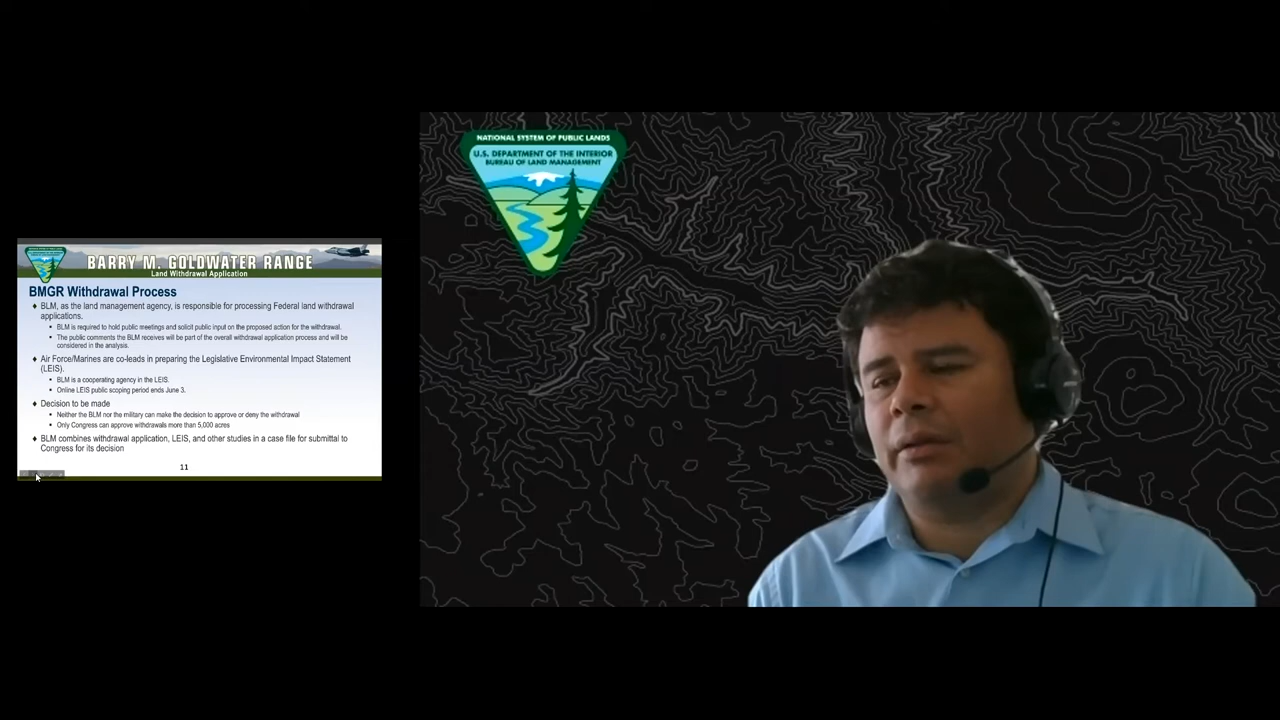 BARRY M. GOLDWATER RANGE
Land Withdrawal Application
BMGR Withdrawal Process
♦ BLM, as the land management agency, is responsible for processing Federal land withdrawal
applications.
▪ BLM is required to hold public meetings and solicit public input on the proposed action for the withdrawal.
▪ The public comments the BLM receives will be part of the overall withdrawal application process and will be
considered in the analysis.
♦ Air Force/Marines are co-leads in preparing the Legislative Environmental Impact Statement
(LEIS).
▪ BLM is a cooperating agency in the LEIS.
▪ Online LEIS public scoping period ends June 3.
♦ Decision to be made
▪ Neither the BLM nor the military can make the decision to approve or deny the withdrawal
▪ Only Congress can approve withdrawals more than 5,000 acres
♦ BLM combines withdrawal application, LEIS, and other studies in a case file for submittal to
Congress for its decision
11
NATIONAL SYSTEM OF PUBLIC LANDS
U.S. DEPARTMENT OF THE INTERIOR
BUREAU OF LAND MANAGEMENT